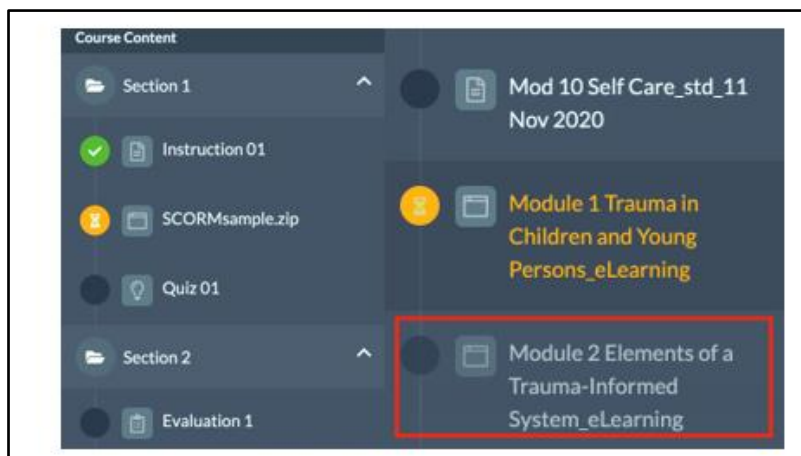 Course Content
Section 1
Instruction 01
SCORMsample.zip
Quiz 01
Section 2
Evaluation 1
Mod 10 Self Care_std_11
Nov 2020
Module 1 Trauma in
Children and Young
Persons_eLearning
Module 2 Elements of a
Trauma-Informed
System_eLearning